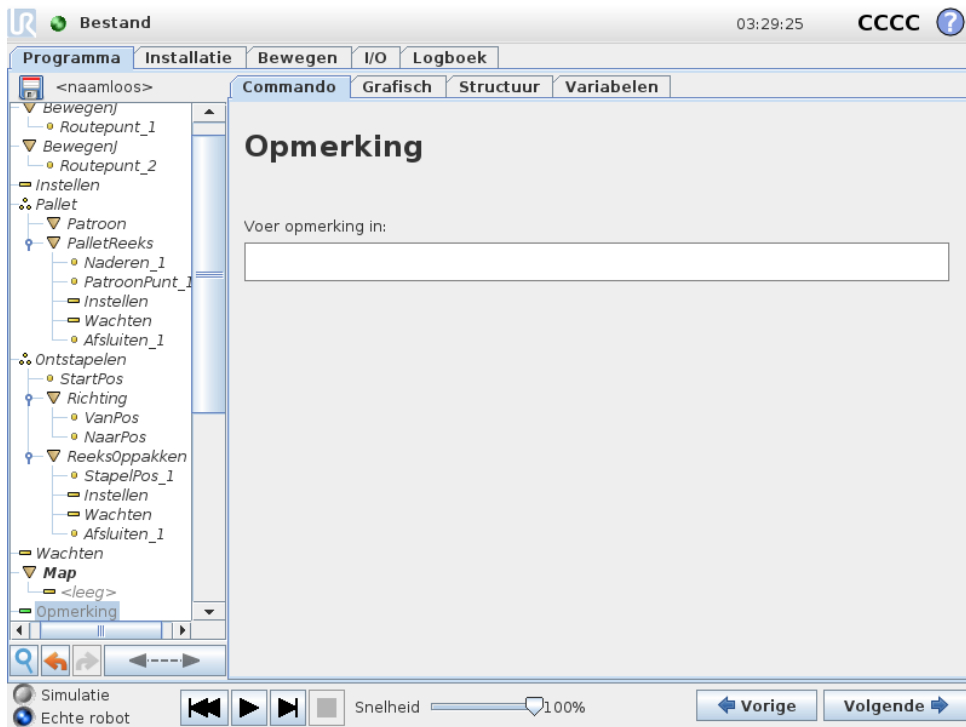 UR Bestand 03:29:25 CCCC ?
Programma Installatie Bewegen I/O Logboek
<naamloos>
Commando Grafisch Structuur Variabelen
BewegenJ
Routepunt_1
BewegenJ
Routepunt_2
Instellen
Pallet
Patroon
PalletReeks
Naderen_1
PatroonPunt_1
Instellen
Wachten
Afsluiten_1
Ontstapelen
StartPos
Richting
VanPos
NaarPos
ReeksOppakken
StapelPos_1
Instellen
Wachten
Afsluiten_1
Wachten
Map
<leeg>
Opmerking
Opmerking
Voer opmerking in:
Simulatie
Echte robot
Snelheid 100%
Vorige Volgende